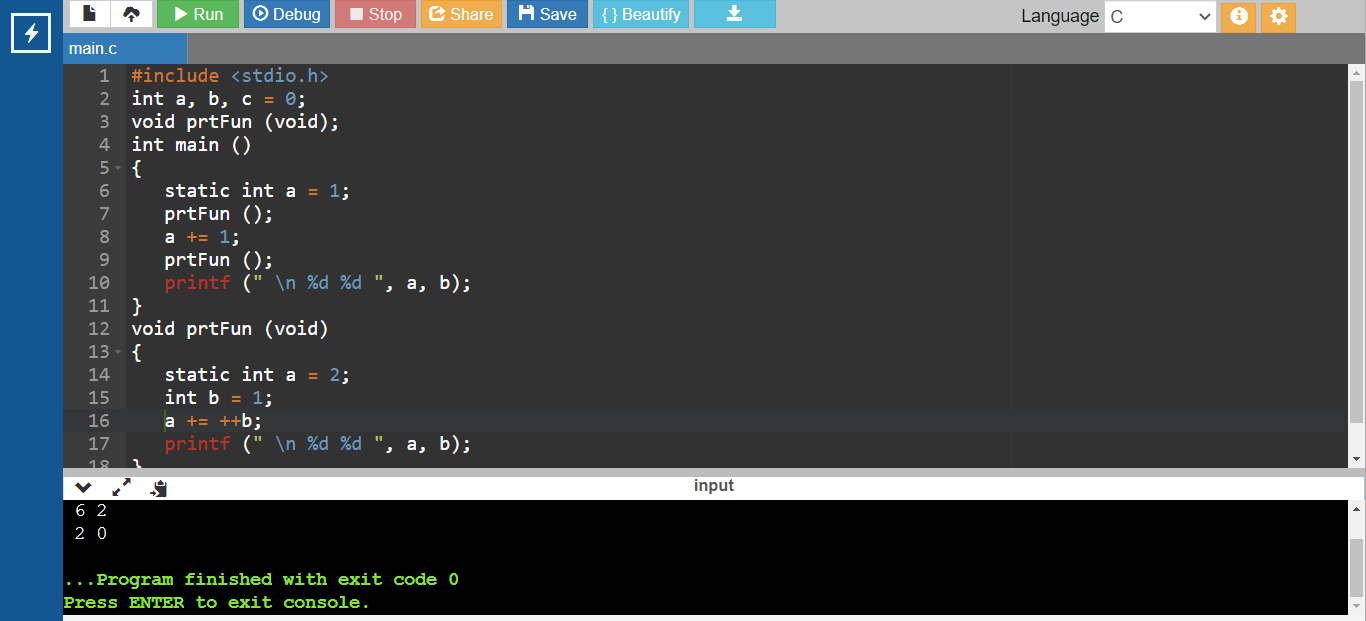 Run Debug Stop Share Save { } Beautify Language C
main.c
1 #include <stdio.h>
2 int a, b, c = 0;
3 void prtFun (void);
4 int main ()
5 {
6 static int a = 1;
7 prtFun ();
8 a += 1;
9 prtFun ();
10 printf (" \n %d %d ", a, b);
11 }
12 void prtFun (void)
13 {
14 static int a = 2;
15 int b = 1;
16 a += ++b;
17 printf (" \n %d %d ", a, b);
18 }
input
6 2
2 0
...Program finished with exit code 0
Press ENTER to exit console.